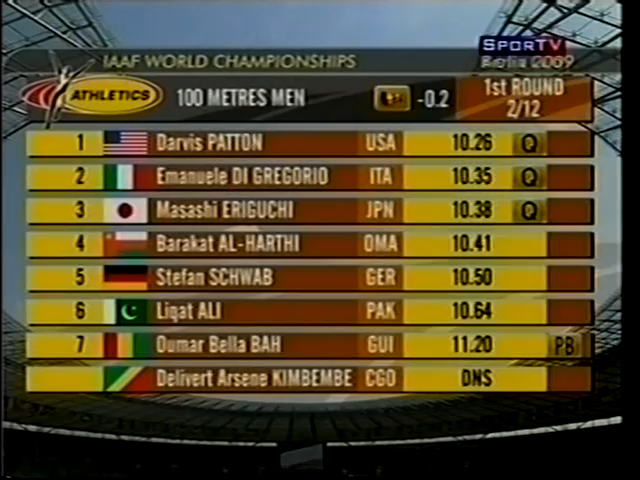 SPORTV
IAAF WORLD CHAMPIONSHIPS Berlin 2009
ATHLETICS 100 METRES MEN -0.2 1st ROUND
2/12
1 Darvis PATTON USA 10.26 Q
2 Emanuele DI GREGORIO ITA 10.35 Q
3 Masashi ERIGUCHI JPN 10.38 Q
4 Barakat AL-HARTHI OMA 10.41
5 Stefan SCHWAB GER 10.50
6 Liqat ALI PAK 10.64
7 Oumar Bella BAH GUI 11.20 PB
Delivert Arsene KIMBEMBE CGO DNS